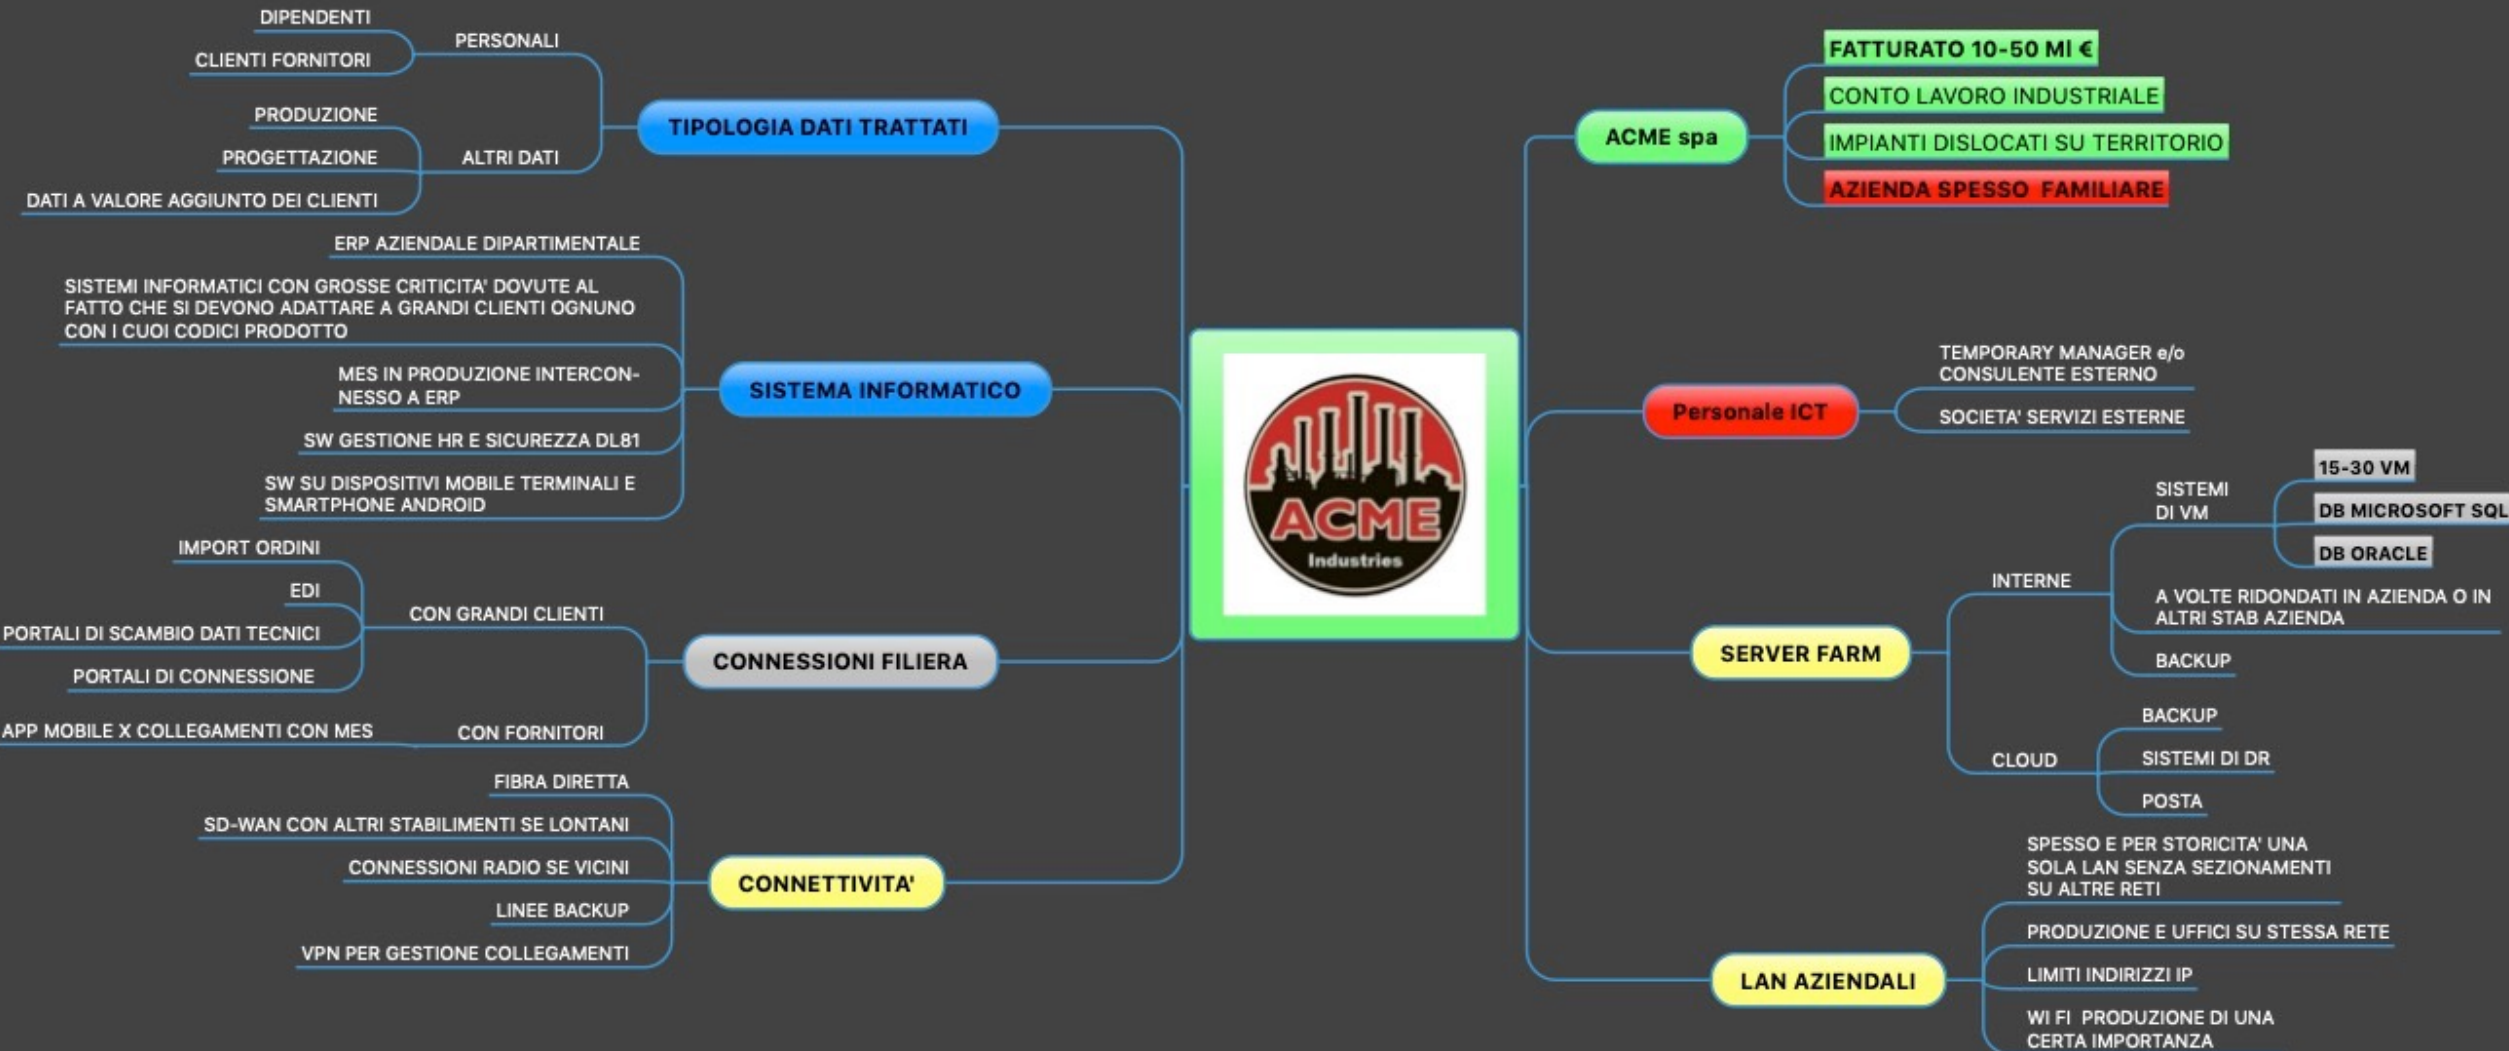 DIPENDENTI
CLIENTI FORNITORI
PERSONALI
PRODUZIONE
PROGETTAZIONE
DATI A VALORE AGGIUNTO DEI CLIENTI
ALTRI DATI
TIPOLOGIA DATI TRATTATI
ERP AZIENDALE DIPARTIMENTALE
SISTEMI INFORMATICI CON GROSSE CRITICITA' DOVUTE AL
FATTO CHE SI DEVONO ADATTARE A GRANDI CLIENTI OGNUNO
CON I CUOI CODICI PRODOTTO
MES IN PRODUZIONE INTERCON-
NESSO A ERP
SW GESTIONE HR E SICUREZZA DL81
SW SU DISPOSITIVI MOBILE TERMINALI E
SMARTPHONE ANDROID
SISTEMA INFORMATICO
IMPORT ORDINI
EDI
PORTALI DI SCAMBIO DATI TECNICI
PORTALI DI CONNESSIONE
CON GRANDI CLIENTI
APP MOBILE X COLLEGAMENTI CON MES
CON FORNITORI
CONNESSIONI FILIERA
FIBRA DIRETTA
SD-WAN CON ALTRI STABILIMENTI SE LONTANI
CONNESSIONI RADIO SE VICINI
LINEE BACKUP
VPN PER GESTIONE COLLEGAMENTI
CONNETTIVITA'
ACME
Industries
ACME spa
FATTURATO 10-50 Ml €
CONTO LAVORO INDUSTRIALE
IMPIANTI DISLOCATI SU TERRITORIO
AZIENDA SPESSO FAMILIARE
Personale ICT
TEMPORARY MANAGER e/o
CONSULENTE ESTERNO
SOCIETA' SERVIZI ESTERNE
SERVER FARM
INTERNE
SISTEMI
DI VM
15-30 VM
DB MICROSOFT SQL
DB ORACLE
A VOLTE RIDONDATI IN AZIENDA O IN
ALTRI STAB AZIENDA
BACKUP
CLOUD
BACKUP
SISTEMI DI DR
POSTA
LAN AZIENDALI
SPESSO E PER STORICITA' UNA
SOLA LAN SENZA SEZIONAMENTI
SU ALTRE RETI
PRODUZIONE E UFFICI SU STESSA RETE
LIMITI INDIRIZZI IP
WI FI PRODUZIONE DI UNA
CERTA IMPORTANZA